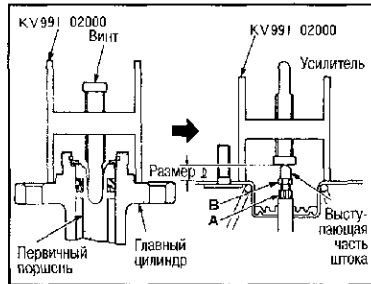 KV991 02000
Винт
KV991 02000
Усилитель
Размер
B
A
Высту-
пающая
часть
штока
Первичный
поршень
Главный
цилиндр